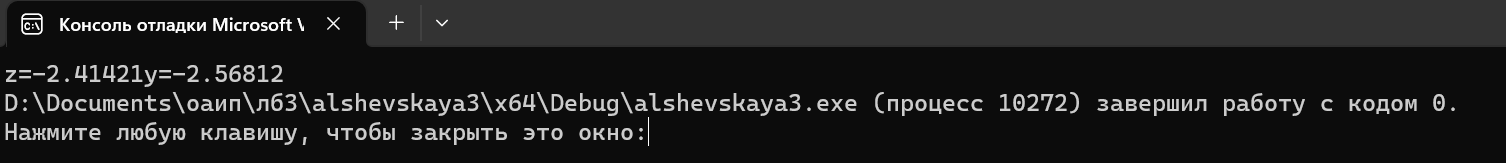 Консоль отладки Microsoft V
z=-2.41421y=-2.56812
D:\Documents\оаип\лб3\alshevskaya3\x64\Debug\alshevskaya3.exe (процесс 10272) завершил работу с кодом 0.
Нажмите любую клавишу, чтобы закрыть это окно: